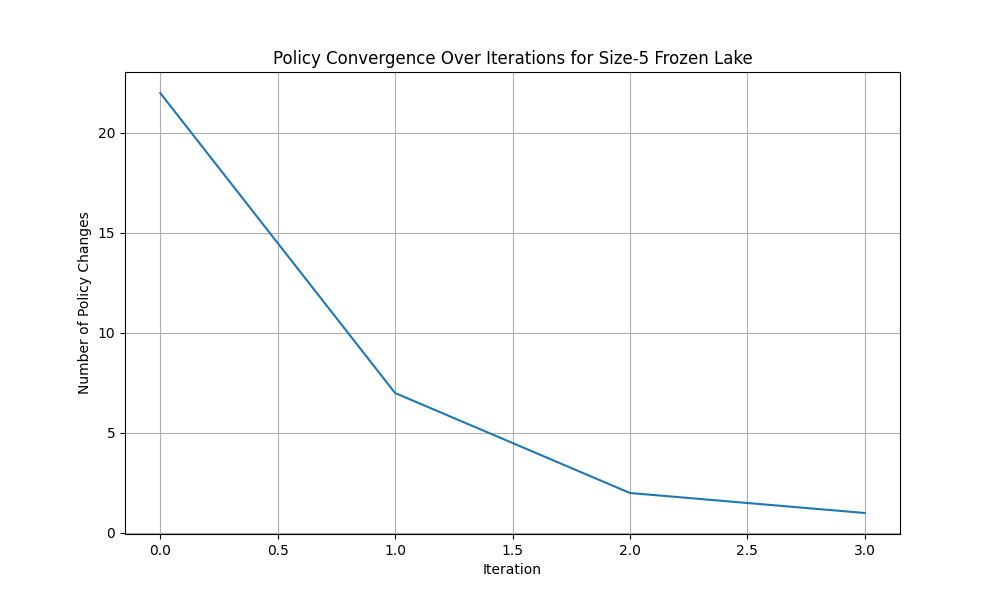 Policy Convergence Over Iterations for Size-5 Frozen Lake
Number of Policy Changes
20
15
10
5
0
0.0 0.5 1.0 1.5 2.0 2.5 3.0
Iteration